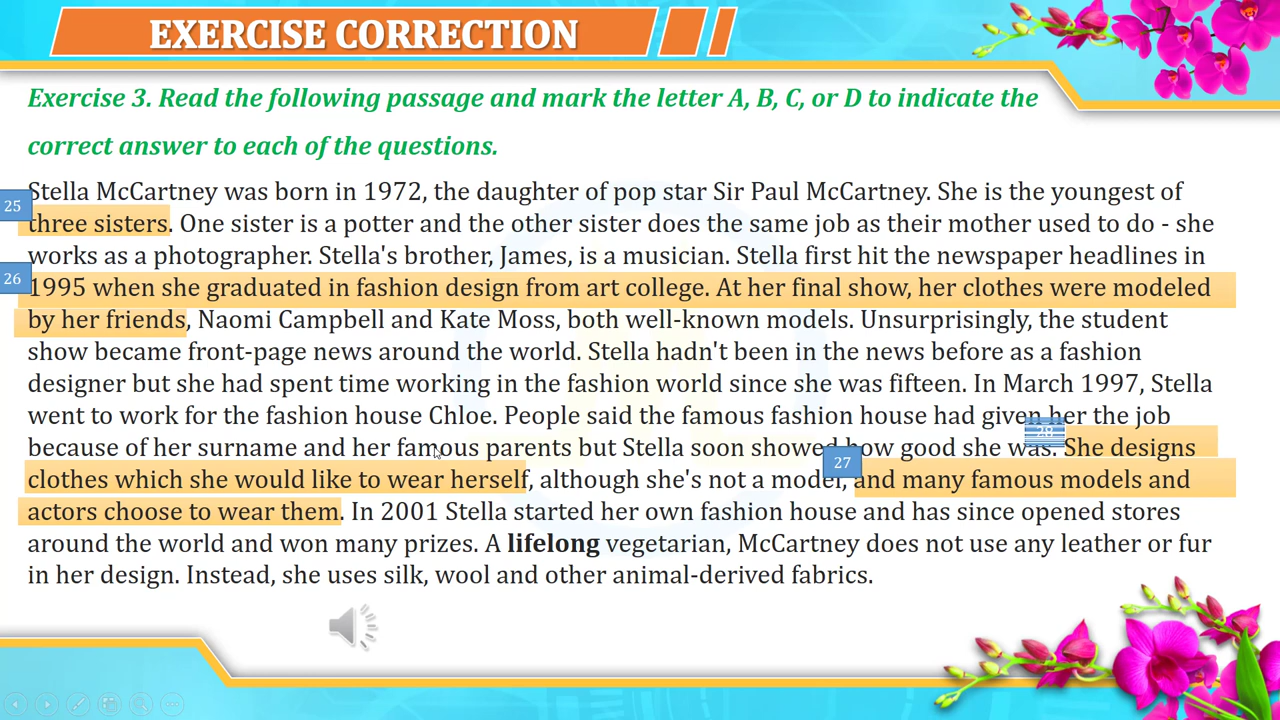 EXERCISE CORRECTION
Exercise 3. Read the following passage and mark the letter A, B, C, or D to indicate the
correct answer to each of the questions.
Stella McCartney was born in 1972, the daughter of pop star Sir Paul McCartney. She is the youngest of
25
three sisters. One sister is a potter and the other sister does the same job as their mother used to do - she
works as a photographer. Stella's brother, James, is a musician. Stella first hit the newspaper headlines in
26
1995 when she graduated in fashion design from art college. At her final show, her clothes were modeled
by her friends, Naomi Campbell and Kate Moss, both well-known models. Unsurprisingly, the student
show became front-page news around the world. Stella hadn't been in the news before as a fashion
designer but she had spent time working in the fashion world since she was fifteen. In March 1997, Stella
went to work for the fashion house Chloe. People said the famous fashion house had given her the job
because of her surname and her famous parents but Stella soon showed how good she was. She designs
27
clothes which she would like to wear herself, although she's not a model, and many famous models and
actors choose to wear them. In 2001 Stella started her own fashion house and has since opened stores
around the world and won many prizes. A lifelong vegetarian, McCartney does not use any leather or fur
in her design. Instead, she uses silk, wool and other animal-derived fabrics.